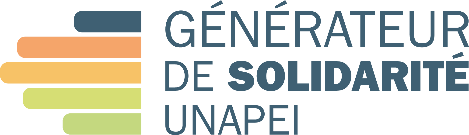 GÉNÉRATEUR
DE SOLIDARITÉ
UNAPEI